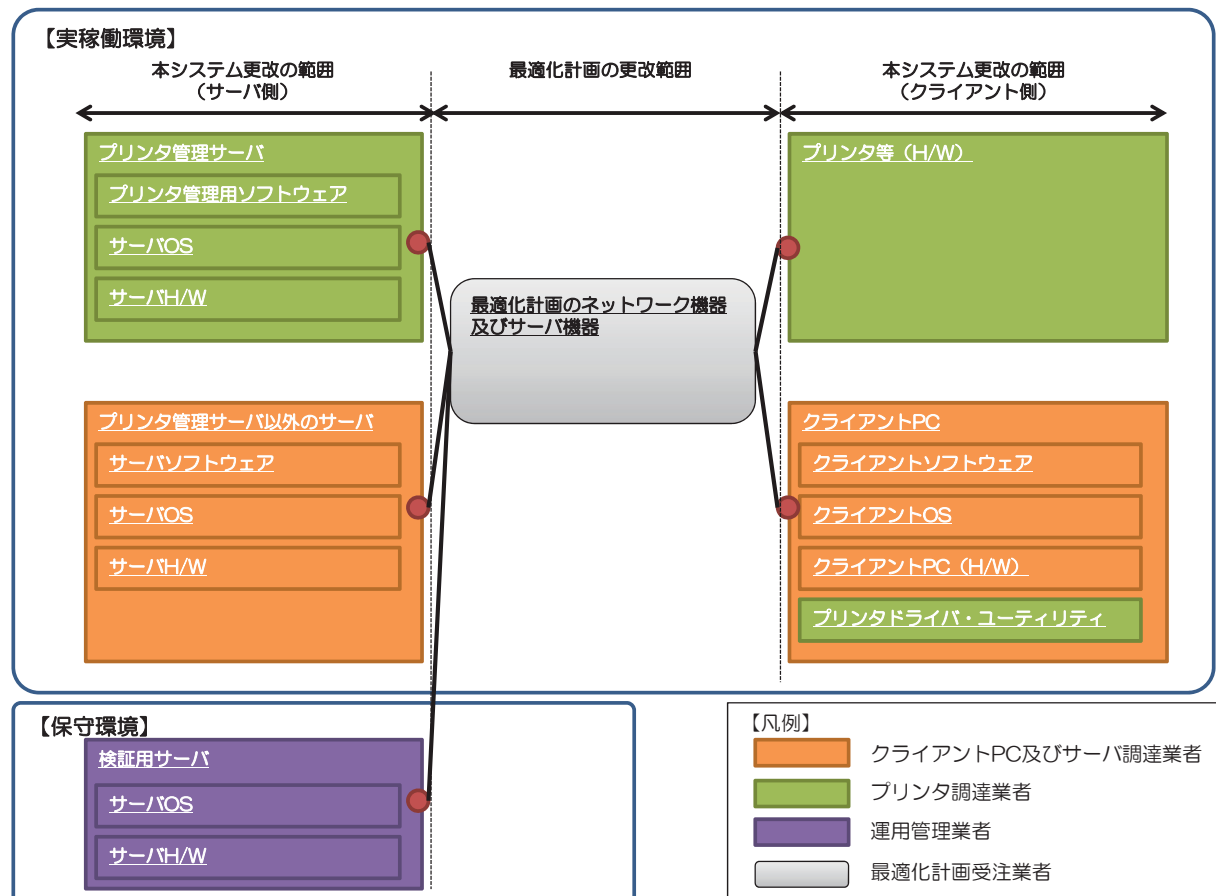 【実稼働環境】
本システム更改の範囲
(サーバ側)
最適化計画の更改範囲
本システム更改の範囲
(クライアント側)
プリンタ管理サーバ
プリンタ管理用ソフトウェア
サーバOS
サーバH/W
最適化計画のネットワーク機器
及びサーバ機器
プリンタ等（H/W）
プリンタ管理サーバ以外のサーバ
サーバソフトウェア
サーバOS
サーバH/W
クライアントPC
クライアントソフトウェア
クライアントOS
クライアントPC（H/W）
プリンタドライバ・ユーティリティ
【保守環境】
検証用サーバ
サーバOS
サーバH/W
【凡例】
クライアントPC及びサーバ調達業者
プリンタ調達業者
運用管理業者
最適化計画受注業者